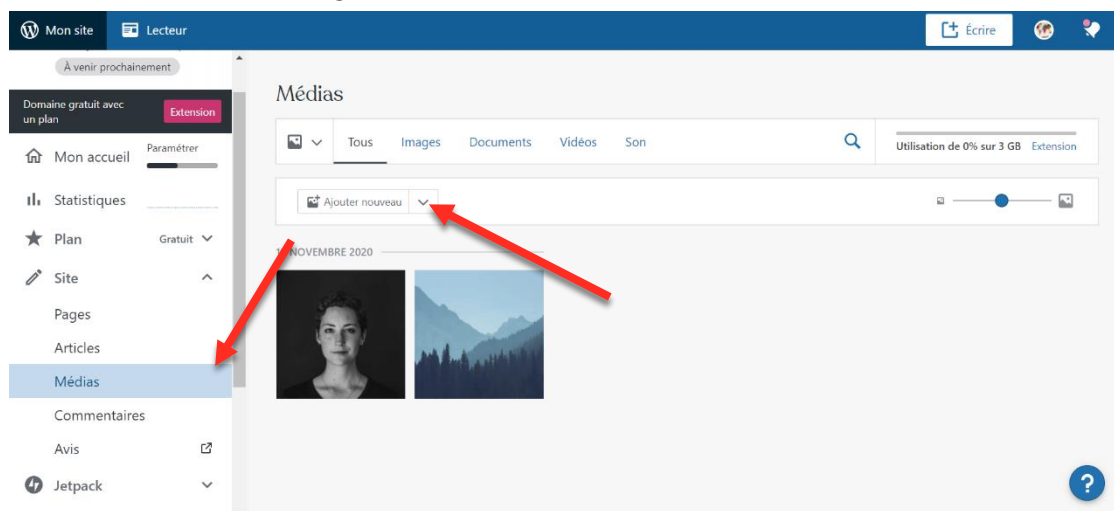 Mon site Lecteur Écrire
À venir prochainement
Domaine gratuit avec
un plan
Extension
Mon accueil Paramétrer
Statistiques
Plan Gratuit
Site
Pages
Articles
Médias
Commentaires
Avis
Jetpack
Médias
Tous Images Documents Vidéos Son
Utilisation de 0% sur 3 GB Extension
Ajouter nouveau
NOVEMBRE 2020
?